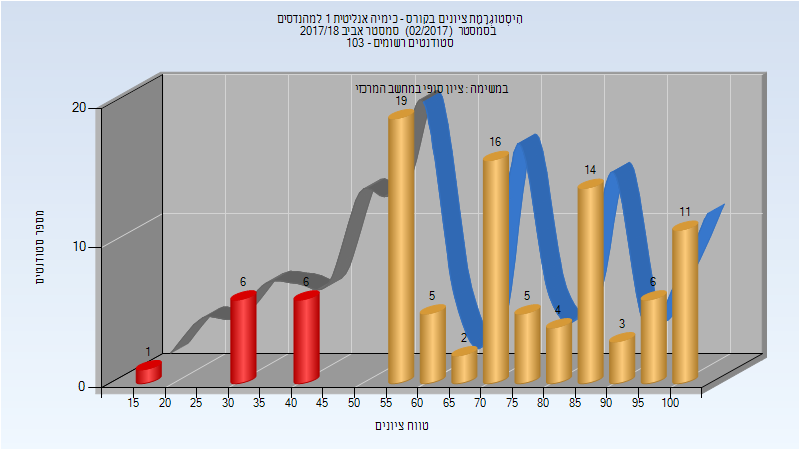 הִיסְטוֹגְרַמַת ציונים בקורס - כימיה אנליטית 1 למהנדסים
בסמסטר (02/2017) סמסטר אביב 2017/18
סטודנטים רשומים - 103
במשימה : ציון סופי במחשב המרכזי
מספר סטודנטים
20
10
0
1
6
6
19
5
2
16
5
4
14
3
6
11
15 20 25 30 35 40 45 50 55 60 65 70 75 80 85 90 95 100
טווח ציונים